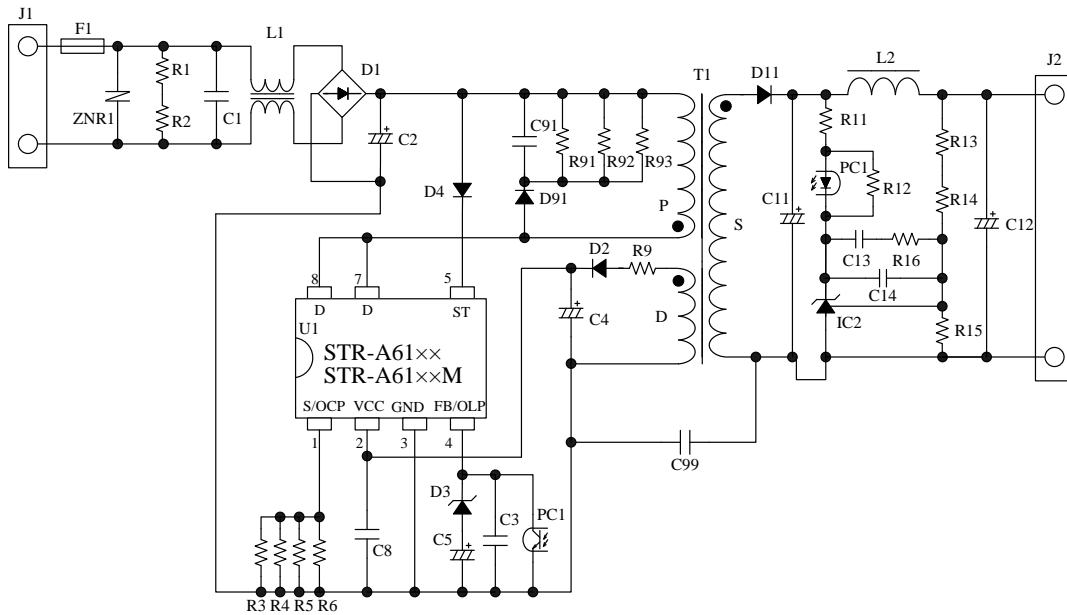 J1
F1
L1
D1
T1
D11
L2
J2
R1
R2
ZNR1
C1
+
C2
C91
R91
R92
R93
D4
D91
P
S
R11
PC1
R12
R13
R14
C11
+
C13
R16
C14
IC2
R15
+
C12
D2
R9
+
C4
D
8
7
5
D
D
ST
U1
STR-A61××
STR-A61××M
S/OCP
VCC
GND
FB/OLP
1
2
3
4
C99
D3
C3
PC1
C5
+
C8
R3
R4
R5
R6